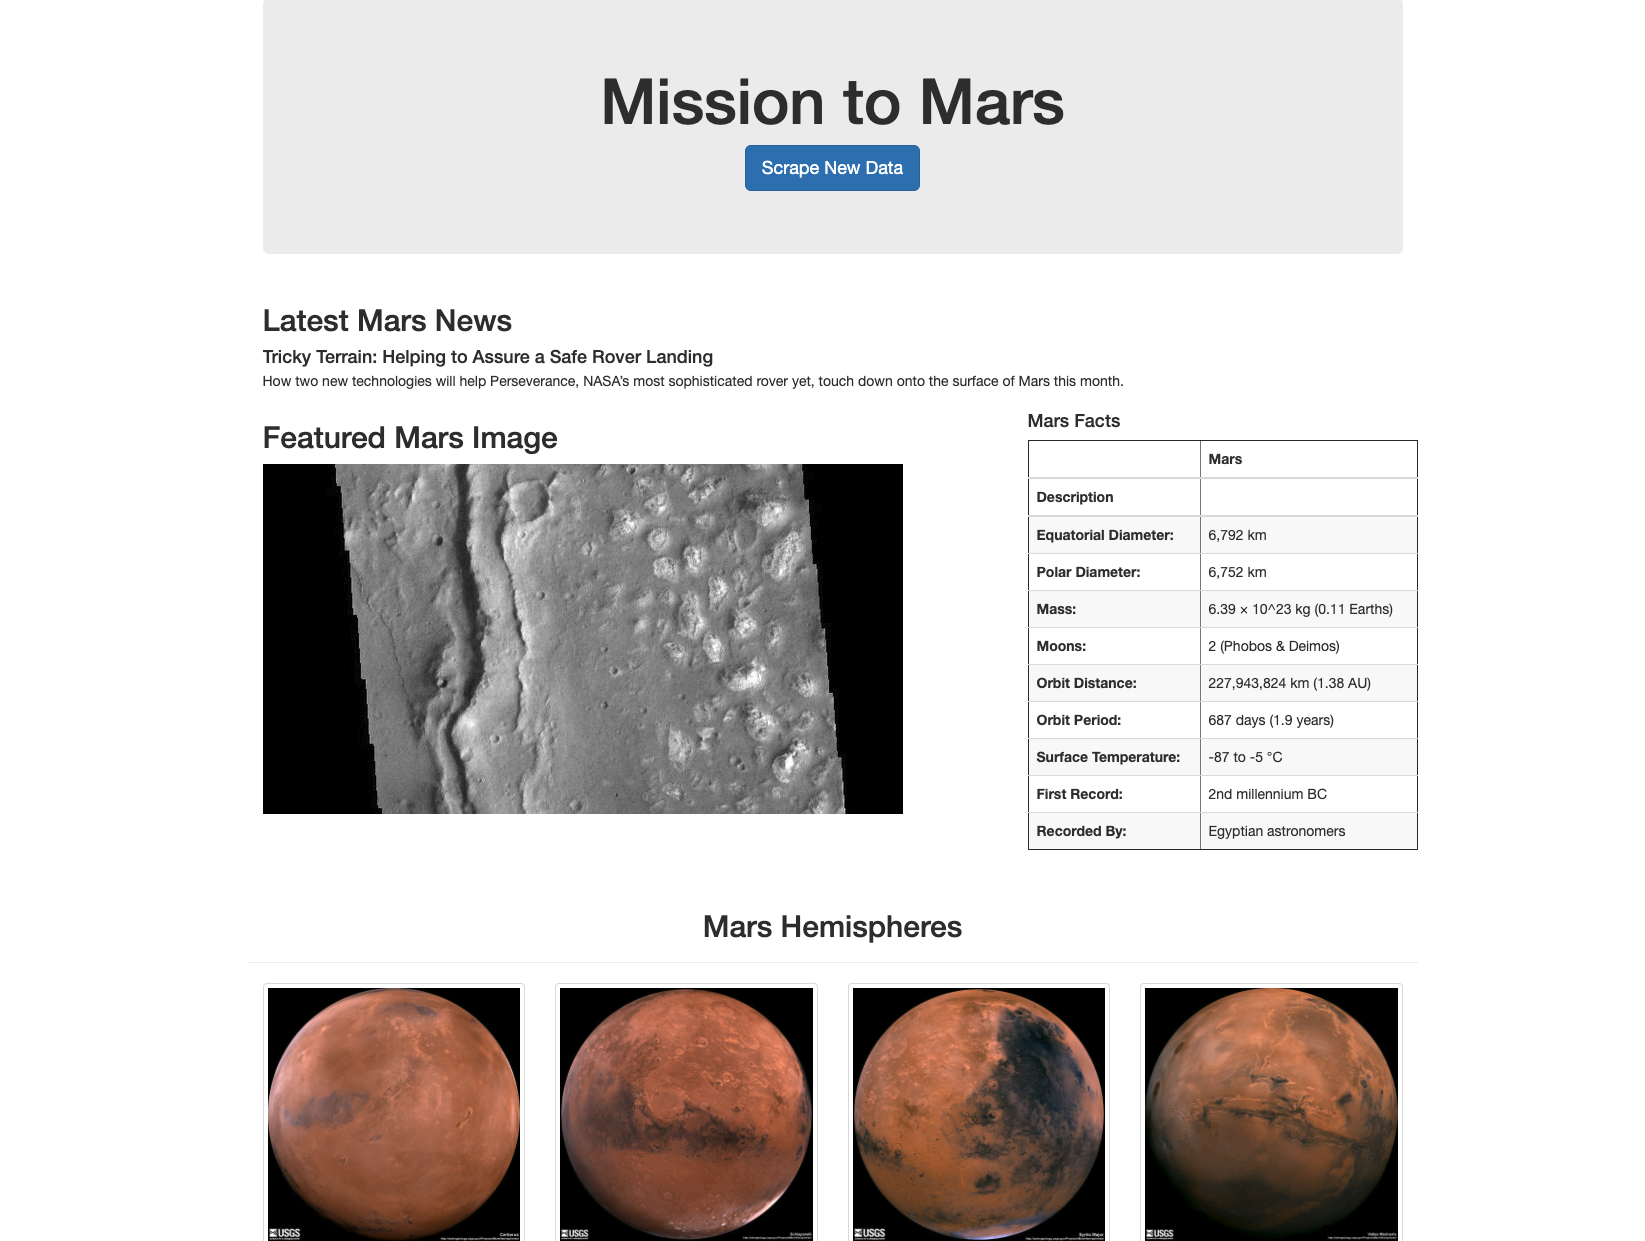 Mission to Mars
Scrape New Data
Latest Mars News
Tricky Terrain: Helping to Assure a Safe Rover Landing
How two new technologies will help Perseverance, NASA's most sophisticated rover yet, touch down onto the surface of Mars this month.
Featured Mars Image
Mars Facts
Mars
Description
Equatorial Diameter: 6,792 km
Polar Diameter: 6,752 km
Mass: 6.39 × 10^23 kg (0.11 Earths)
Moons: 2 (Phobos & Deimos)
Orbit Distance: 227,943,824 km (1.38 AU)
Orbit Period: 687 days (1.9 years)
Surface Temperature: -87 to -5 °C
First Record: 2nd millennium BC
Recorded By: Egyptian astronomers
Mars Hemispheres
USGS Cerberus
USGS Schiaparelli
USGS Syrtis Major
USGS Valles Marineris